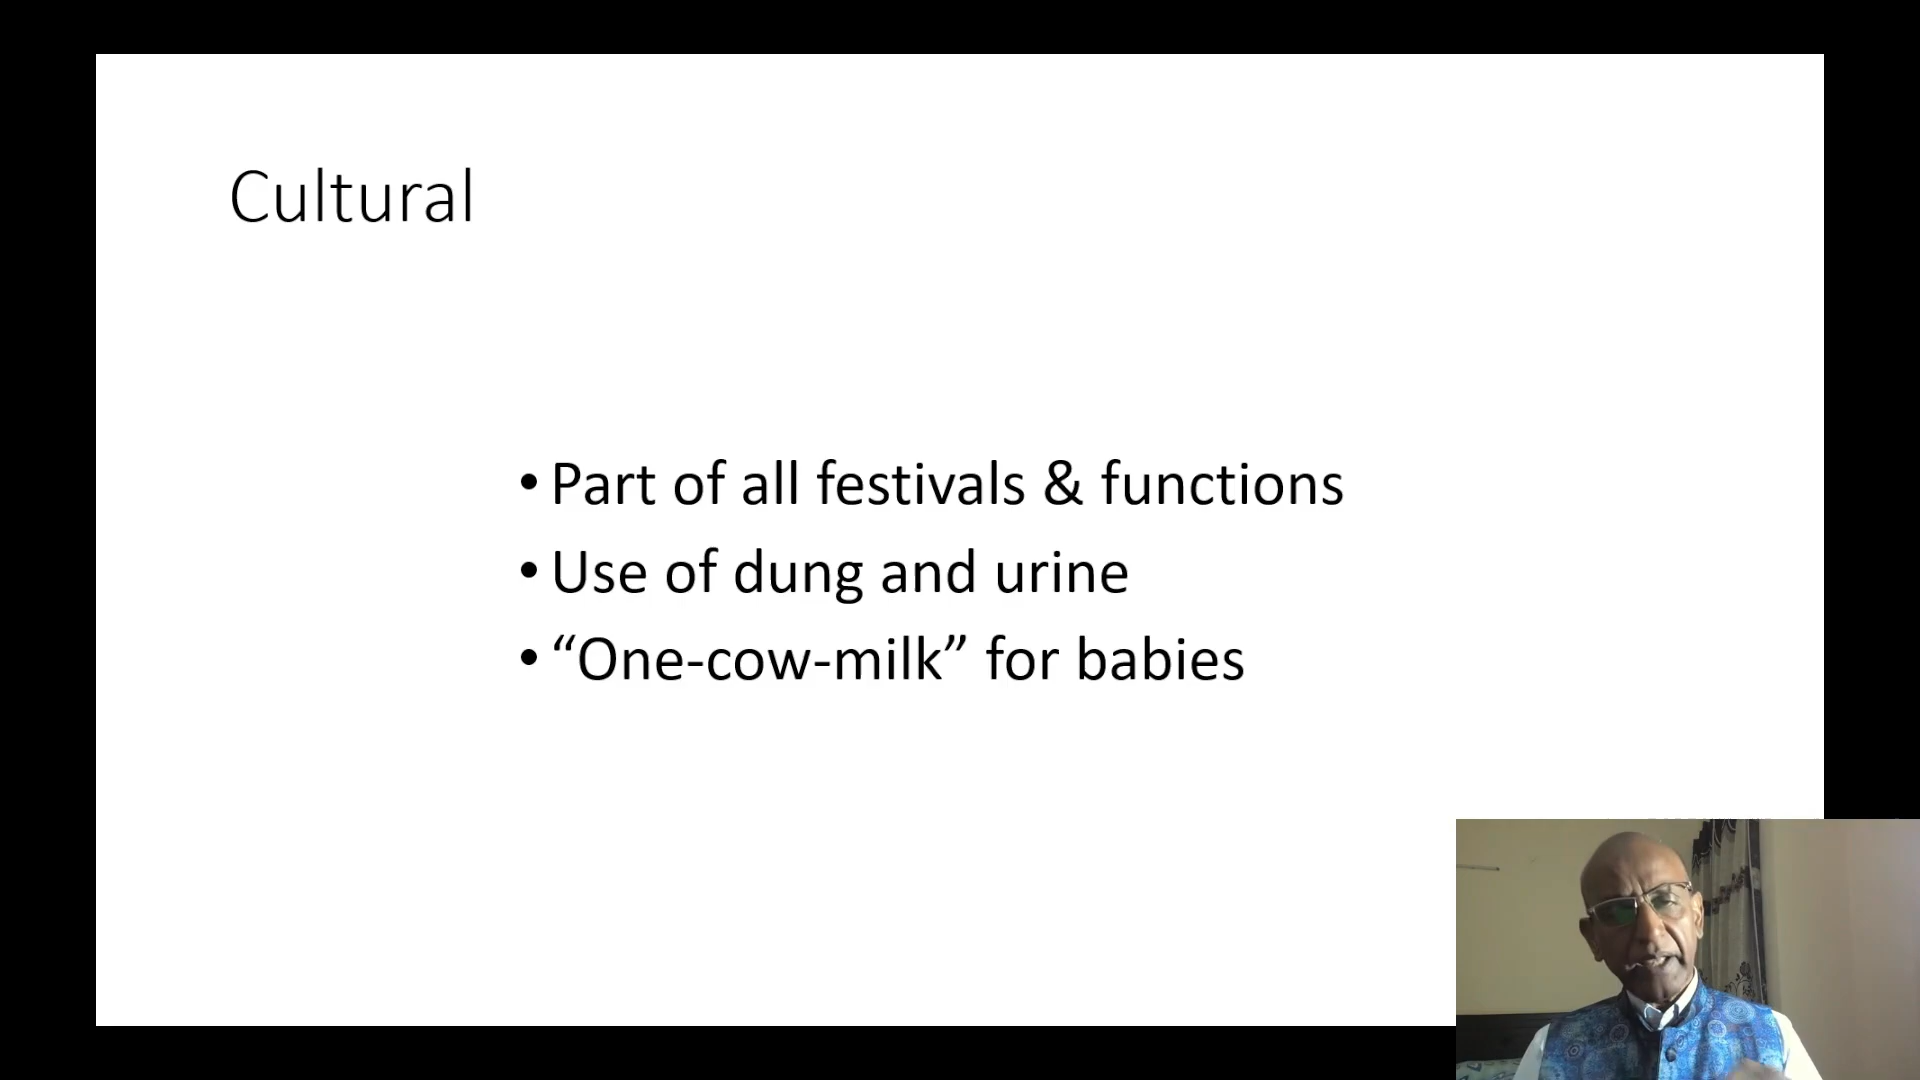 Cultural
• Part of all festivals & functions
• Use of dung and urine
• “One-cow-milk” for babies